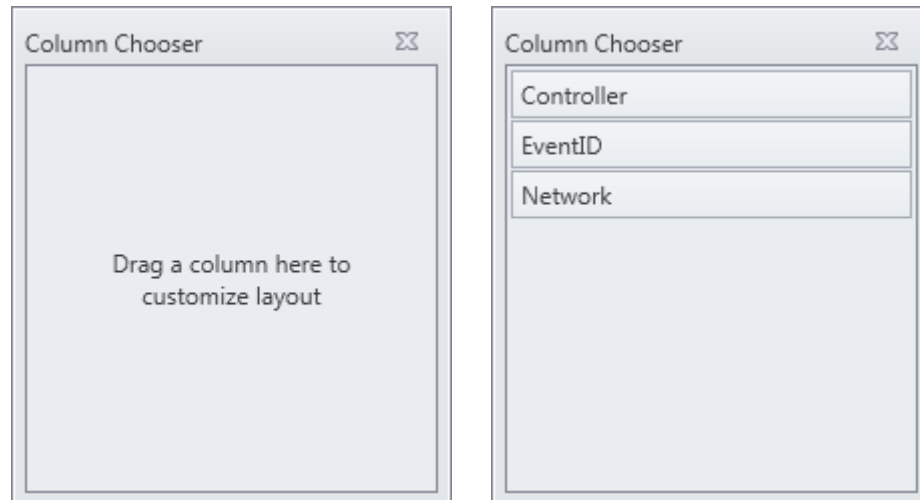 Column Chooser
Drag a column here to
customize layout
Column Chooser
Controller
EventID
Network